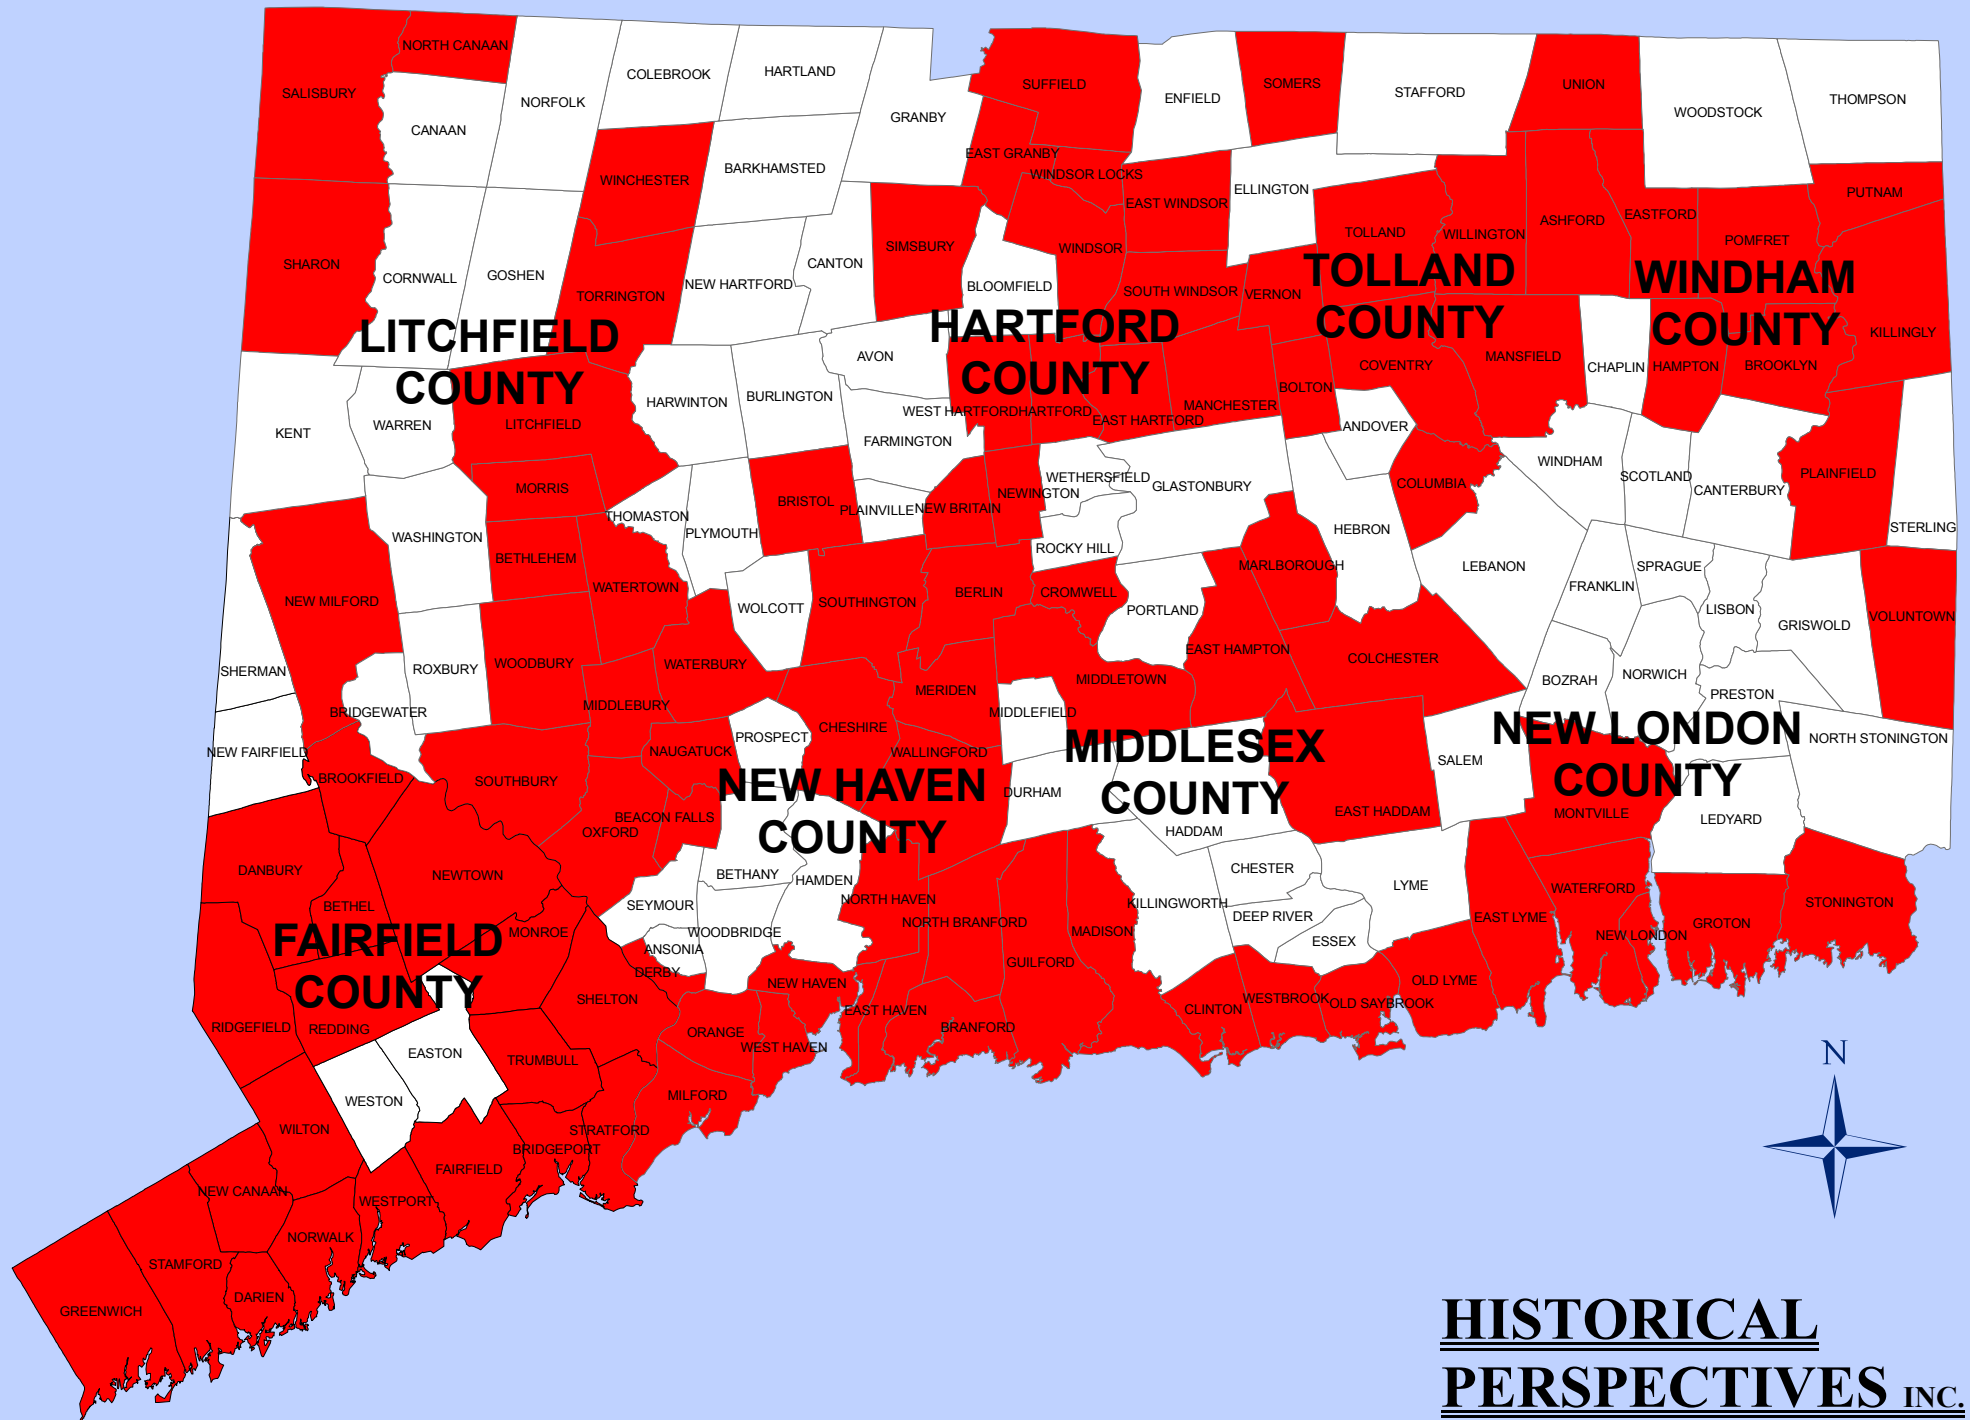 NORTH CANAAN
COLEBROOK
HARTLAND
SALISBURY
NORFOLK
CANAAN
GRANBY
SUFFIELD
ENFIELD
SOMERS
STAFFORD
UNION
WOODSTOCK
THOMPSON
WINCHESTER
BARKHAMSTED
EAST GRANBY
WINDSOR LOCKS
EAST WINDSOR
ELLINGTON
PUTNAM
SHARON
CORNWALL
GOSHEN
TORRINGTON
NEW HARTFORD
CANTON
SIMSBURY
BLOOMFIELD
WINDSOR
SOUTH WINDSOR
VERNON
TOLLAND
WILLINGTON
ASHFORD
EASTFORD
POMFRET
LITCHFIELD
COUNTY
HARTFORD
COUNTY
TOLLAND
COUNTY
WINDHAM
COUNTY
KILLINGLY
KENT
WARREN
LITCHFIELD
HARWINTON
BURLINGTON
AVON
FARMINGTON
WEST HARTFORD
HARTFORD
EAST HARTFORD
MANCHESTER
BOLTON
COVENTRY
ANDOVER
MANSFIELD
CHAPLIN
HAMPTON
BROOKLYN
MORRIS
BRISTOL
PLAINVILLE
NEW BRITAIN
NEWINGTON
WETHERSFIELD
GLASTONBURY
COLUMBIA
WINDHAM
SCOTLAND
CANTERBURY
PLAINFIELD
STERLING
WASHINGTON
THOMASTON
PLYMOUTH
ROCKY HILL
HEBRON
BETHLEHEM
WATERTOWN
WOLCOTT
SOUTHINGTON
BERLIN
CROMWELL
PORTLAND
MARLBOROUGH
LEBANON
FRANKLIN
SPRAGUE
LISBON
GRISWOLD
VOLUNTOWN
NEW MILFORD
SHERMAN
ROXBURY
WOODBURY
WATERBURY
EAST HAMPTON
COLCHESTER
BOZRAH
NORWICH
PRESTON
BRIDGEWATER
MIDDLEBURY
CHESHIRE
MERIDEN
MIDDLEFIELD
MIDDLETOWN
NEW FAIRFIELD
BROOKFIELD
SOUTHBURY
NAUGATUCK
PROSPECT
WALLINGFORD
DURHAM
SALEM
NORTH STONINGTON
NEW HAVEN
COUNTY
MIDDLESEX
COUNTY
NEW LONDON
COUNTY
OXFORD
BEACON FALLS
HADDAM
EAST HADDAM
MONTVILLE
LEDYARD
DANBURY
NEWTOWN
BETHEL
BETHANY
HAMDEN
CHESTER
LYME
WATERFORD
SEYMOUR
WOODBRIDGE
NORTH HAVEN
NORTH BRANFORD
MADISON
KILLINGWORTH
DEEP RIVER
ESSEX
EAST LYME
NEW LONDON
GROTON
STONINGTON
FAIRFIELD
COUNTY
MONROE
ANSONIA
DERBY
GUILFORD
SHELTON
NEW HAVEN
EAST HAVEN
BRANFORD
CLINTON
WESTBROOK
OLD SAYBROOK
OLD LYME
RIDGEFIELD
REDDING
EASTON
TRUMBULL
ORANGE
WEST HAVEN
WESTON
MILFORD
WILTON
STRATFORD
BRIDGEPORT
FAIRFIELD
NEW CANAAN
WESTPORT
NORWALK
STAMFORD
DARIEN
GREENWICH
N
HISTORICAL
PERSPECTIVES INC.